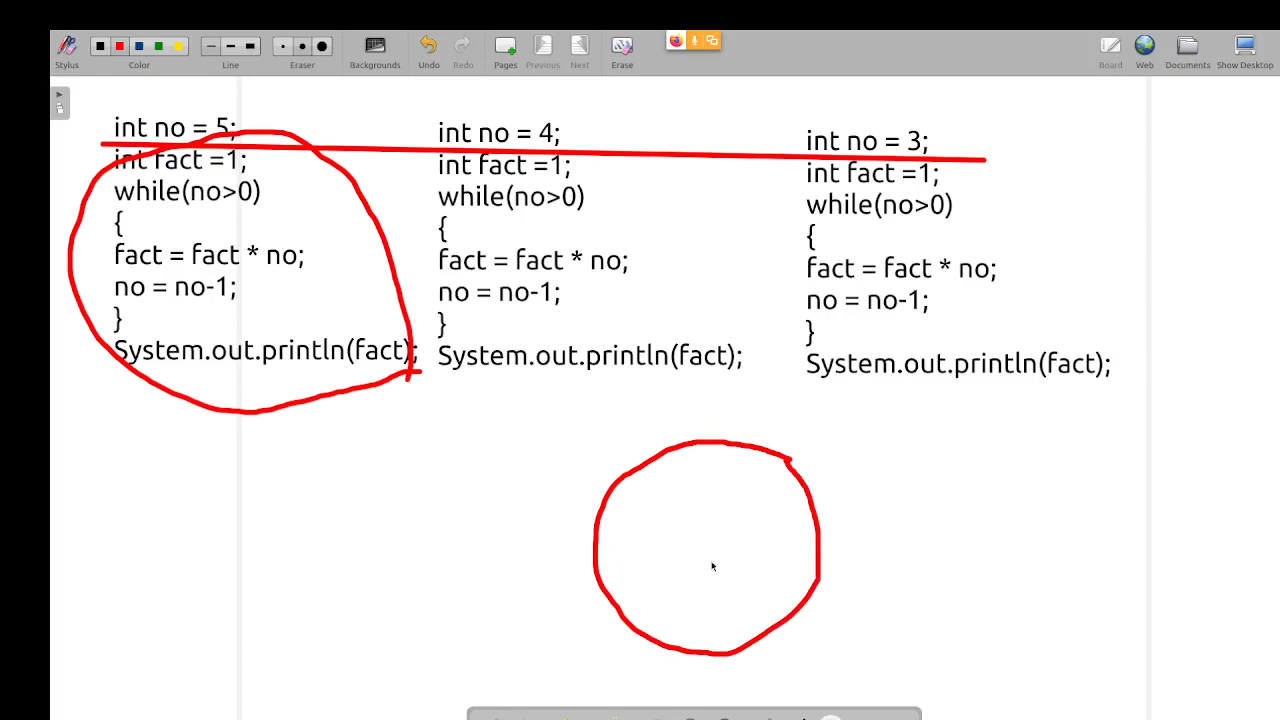 Stylus Color Line Eraser Backgrounds Undo Redo Pages Previous Next Erase Board Web Documents Show Desktop
int no = 5;
int fact =1;
while(no>0)
{
fact = fact * no;
no = no-1;
}
System.out.println(fact);
int no = 4;
int fact =1;
while(no>0)
{
fact = fact * no;
no = no-1;
}
System.out.println(fact);
int no = 3;
int fact =1;
while(no>0)
{
fact = fact * no;
no = no-1;
}
System.out.println(fact);